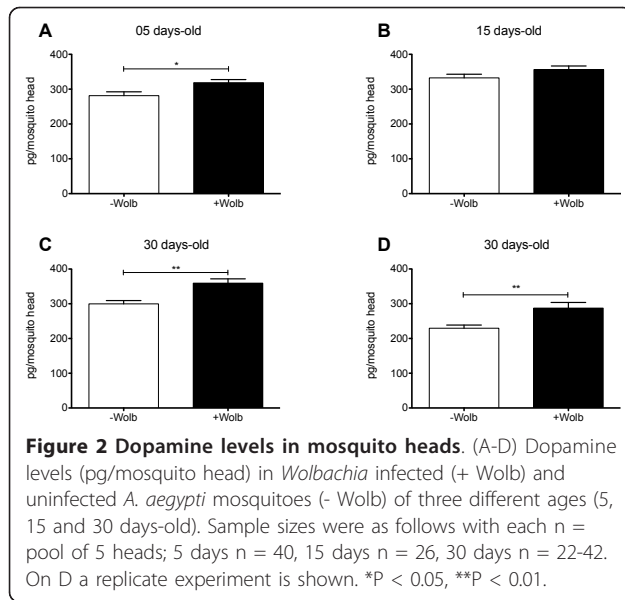 A
05 days-old
*
400
300
200
100
0
pg/mosquito head
-Wolb
+Wolb
B
15 days-old
400
300
200
100
0
pg/mosquito head
-Wolb
+Wolb
C
30 days-old
**
400
300
200
100
0
pg/mosquito head
-Wolb
+Wolb
D
30 days-old
**
400
300
200
100
0
pg/mosquito head
-Wolb
+Wolb
Figure 2 Dopamine levels in mosquito heads. (A-D) Dopamine
levels (pg/mosquito head) in Wolbachia infected (+ Wolb) and
uninfected A. aegypti mosquitoes (- Wolb) of three different ages (5,
15 and 30 days-old). Sample sizes were as follows with each n =
pool of 5 heads; 5 days n = 40, 15 days n = 26, 30 days n = 22-42.
On D a replicate experiment is shown. *P < 0.05, **P < 0.01.